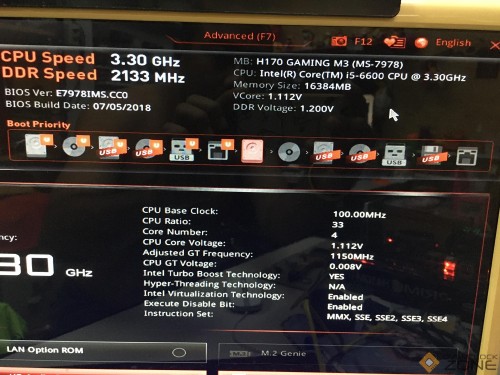 Advanced (F7)
F12
English
CPU Speed 3.30 GHz
DDR Speed 2133 MHz
MB: H170 GAMING M3 (MS-7978)
CPU: Intel(R) Core(TM) i5-6600 CPU @ 3.30GHz
Memory Size: 16384MB
VCore: 1.112V
DDR Voltage: 1.200V
BIOS Ver: E7978IMS.CC0
BIOS Build Date: 07/05/2018
Boot Priority
USB USB USB USB USB USB USB
CPU Base Clock: 100.00MHz
CPU Ratio: 33
Core Number: 4
CPU Core Voltage: 1.112V
Adjusted GT Frequency: 1150MHz
CPU GT Voltage: 0.008V
Intel Turbo Boost Technology: YES
Hyper-Threading Technology: N/A
Intel Virtualization Technology: Enabled
Execute Disable Bit: Enabled
Instruction Set: MMX, SSE, SSE2, SSE3, SSE4
ncy:
30 GHz
LAN Option ROM
M.2 M.2 Genie
ZONE